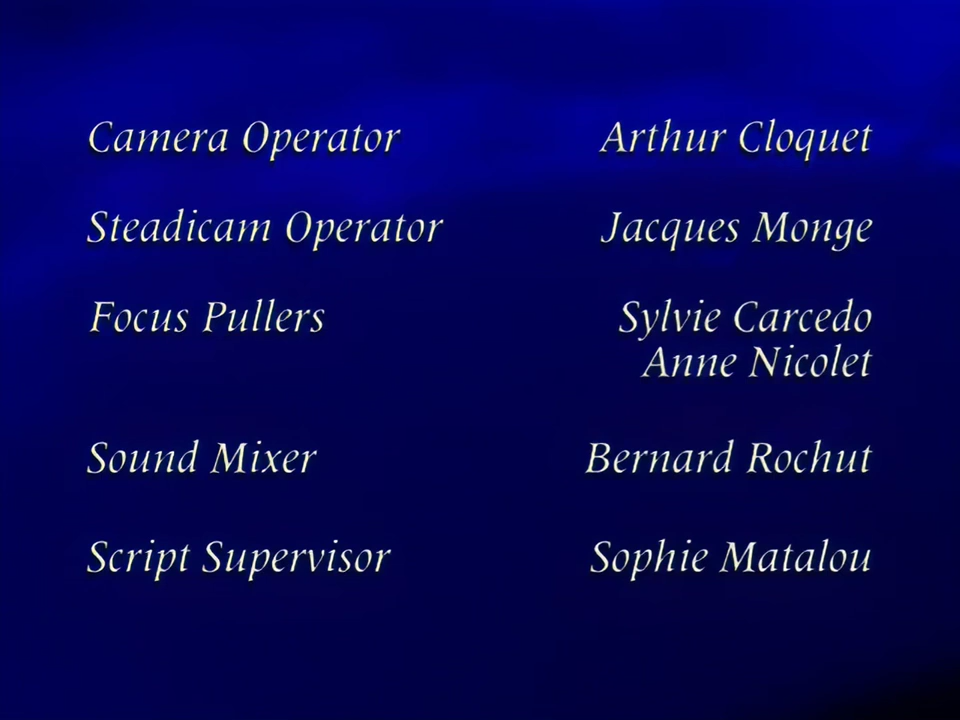 Camera Operator Arthur Cloquet
Steadicam Operator Jacques Monge
Focus Pullers Sylvie Carcedo
Anne Nicolet
Sound Mixer Bernard Rochut
Script Supervisor Sophie Matalou